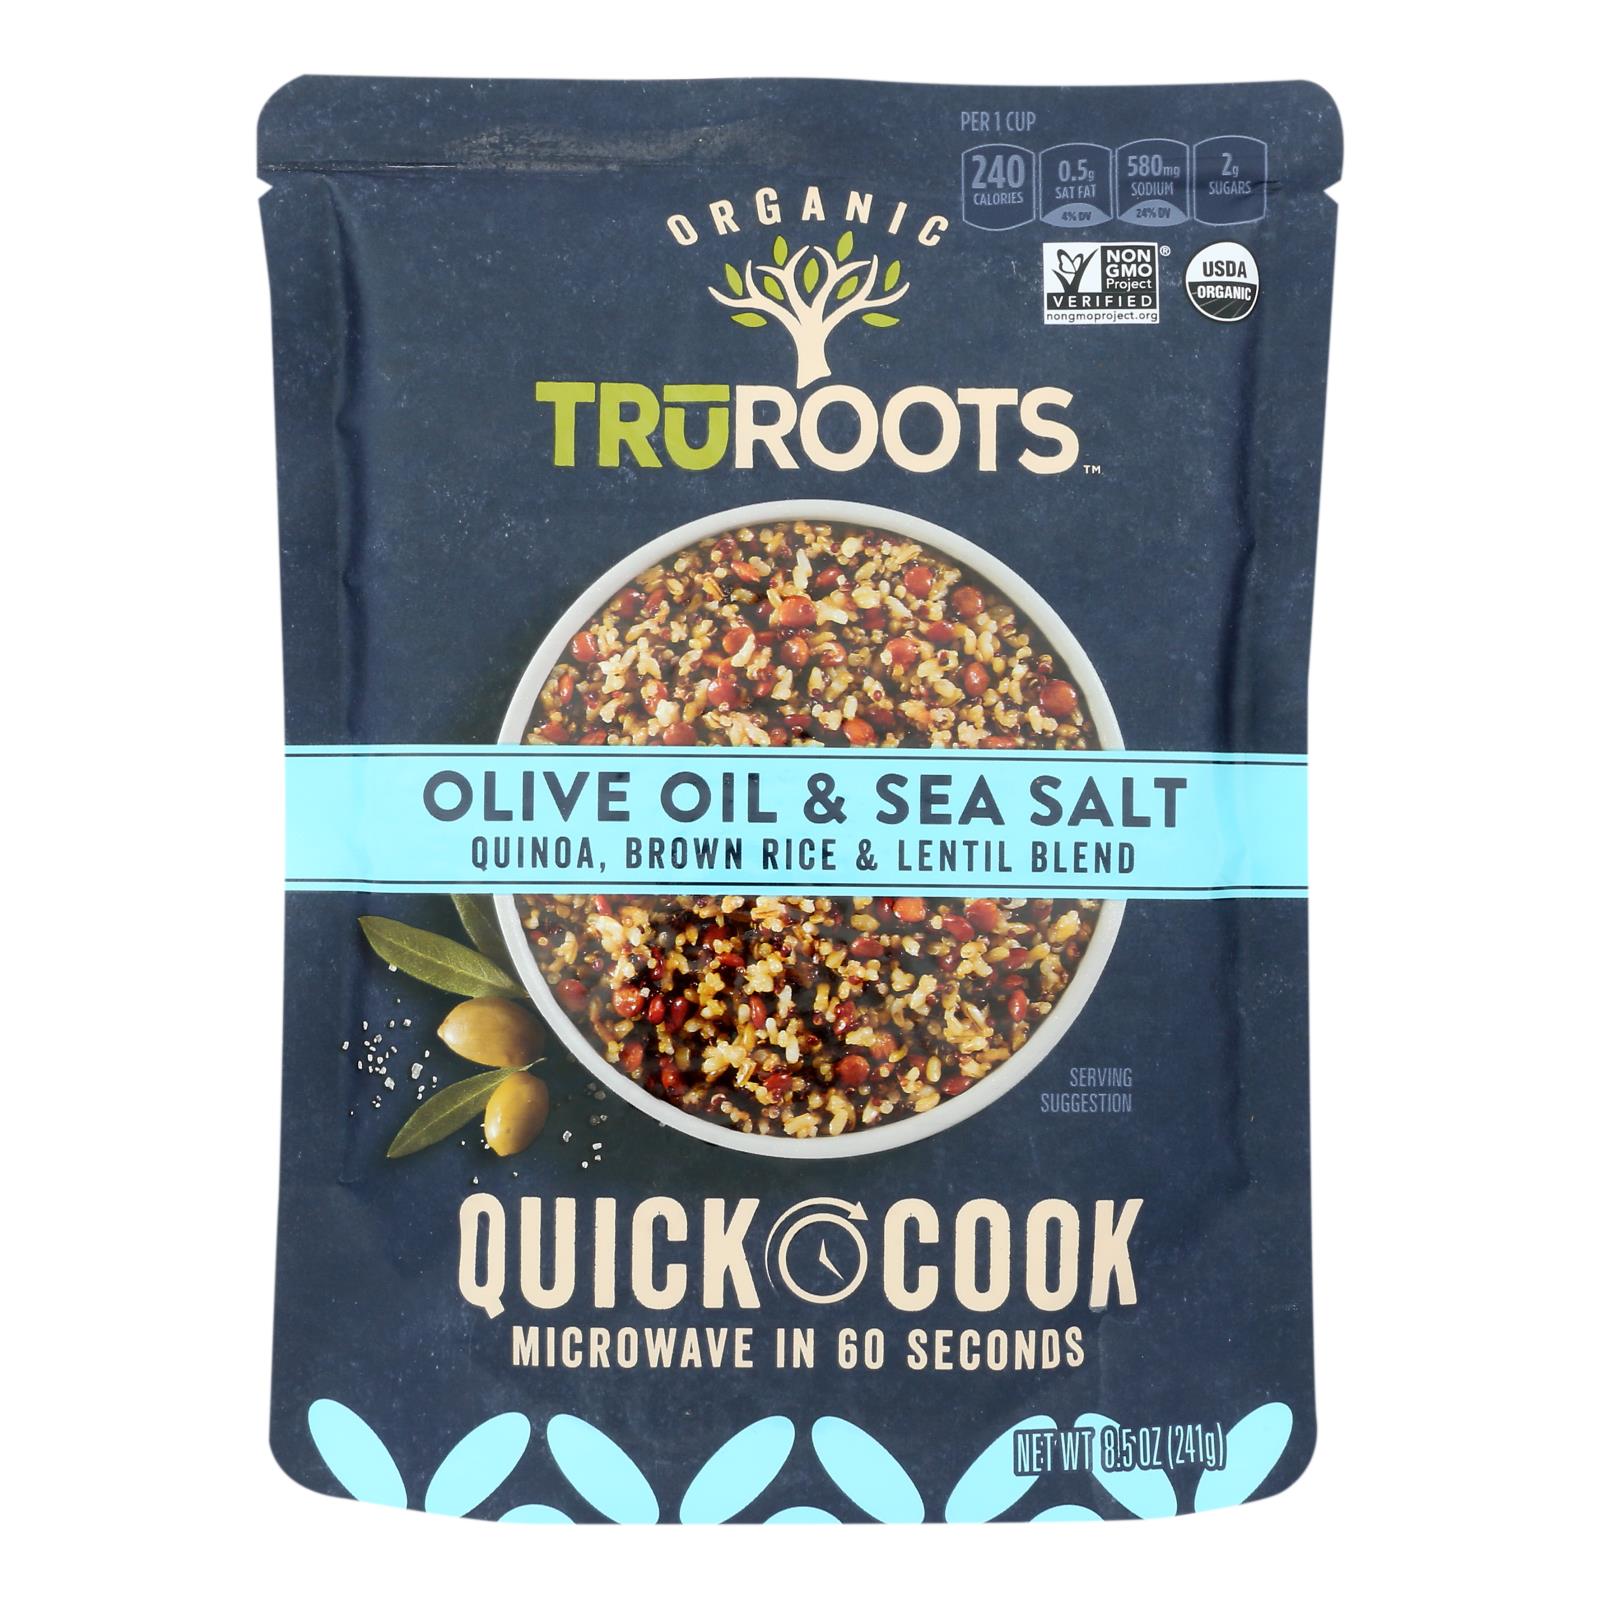 PER 1 CUP
240 CALORIES
0.5g SAT FAT 4% DV
580mg SODIUM 24% DV
2g SUGARS
ORGANIC
NON GMO Project VERIFIED ®
nongmoproject.org
USDA ORGANIC
TRŪROOTS™
OLIVE OIL & SEA SALT
QUINOA, BROWN RICE & LENTIL BLEND
SERVING
SUGGESTION
QUICK COOK
MICROWAVE IN 60 SECONDS
NET WT 8.5 OZ (241g)